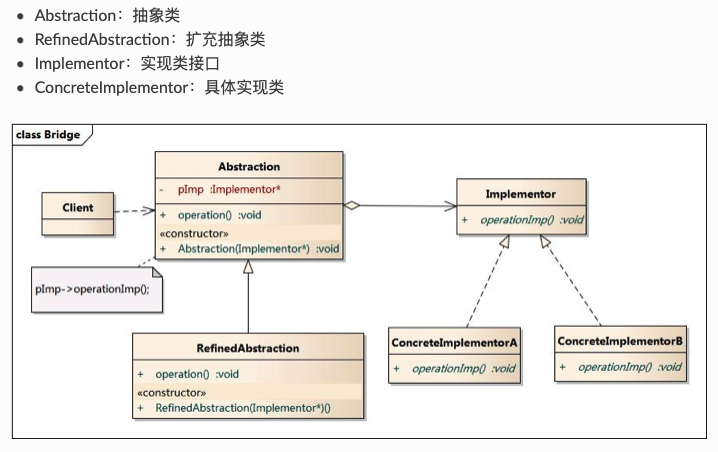 Abstraction：抽象类
RefinedAbstraction：扩充抽象类
Implementor：实现类接口
ConcreteImplementor：具体实现类
class Bridge
Client
Abstraction
- pImp :Implementor*
+ operation() :void
«constructor»
+ Abstraction(Implementor*) :void
Implementor
+ operationImp() :void
pImp->operationImp();
RefinedAbstraction
+ operation() :void
«constructor»
+ RefinedAbstraction(Implementor*)()
ConcreteImplementorA
+ operationImp() :void
ConcreteImplementorB
+ operationImp() :void